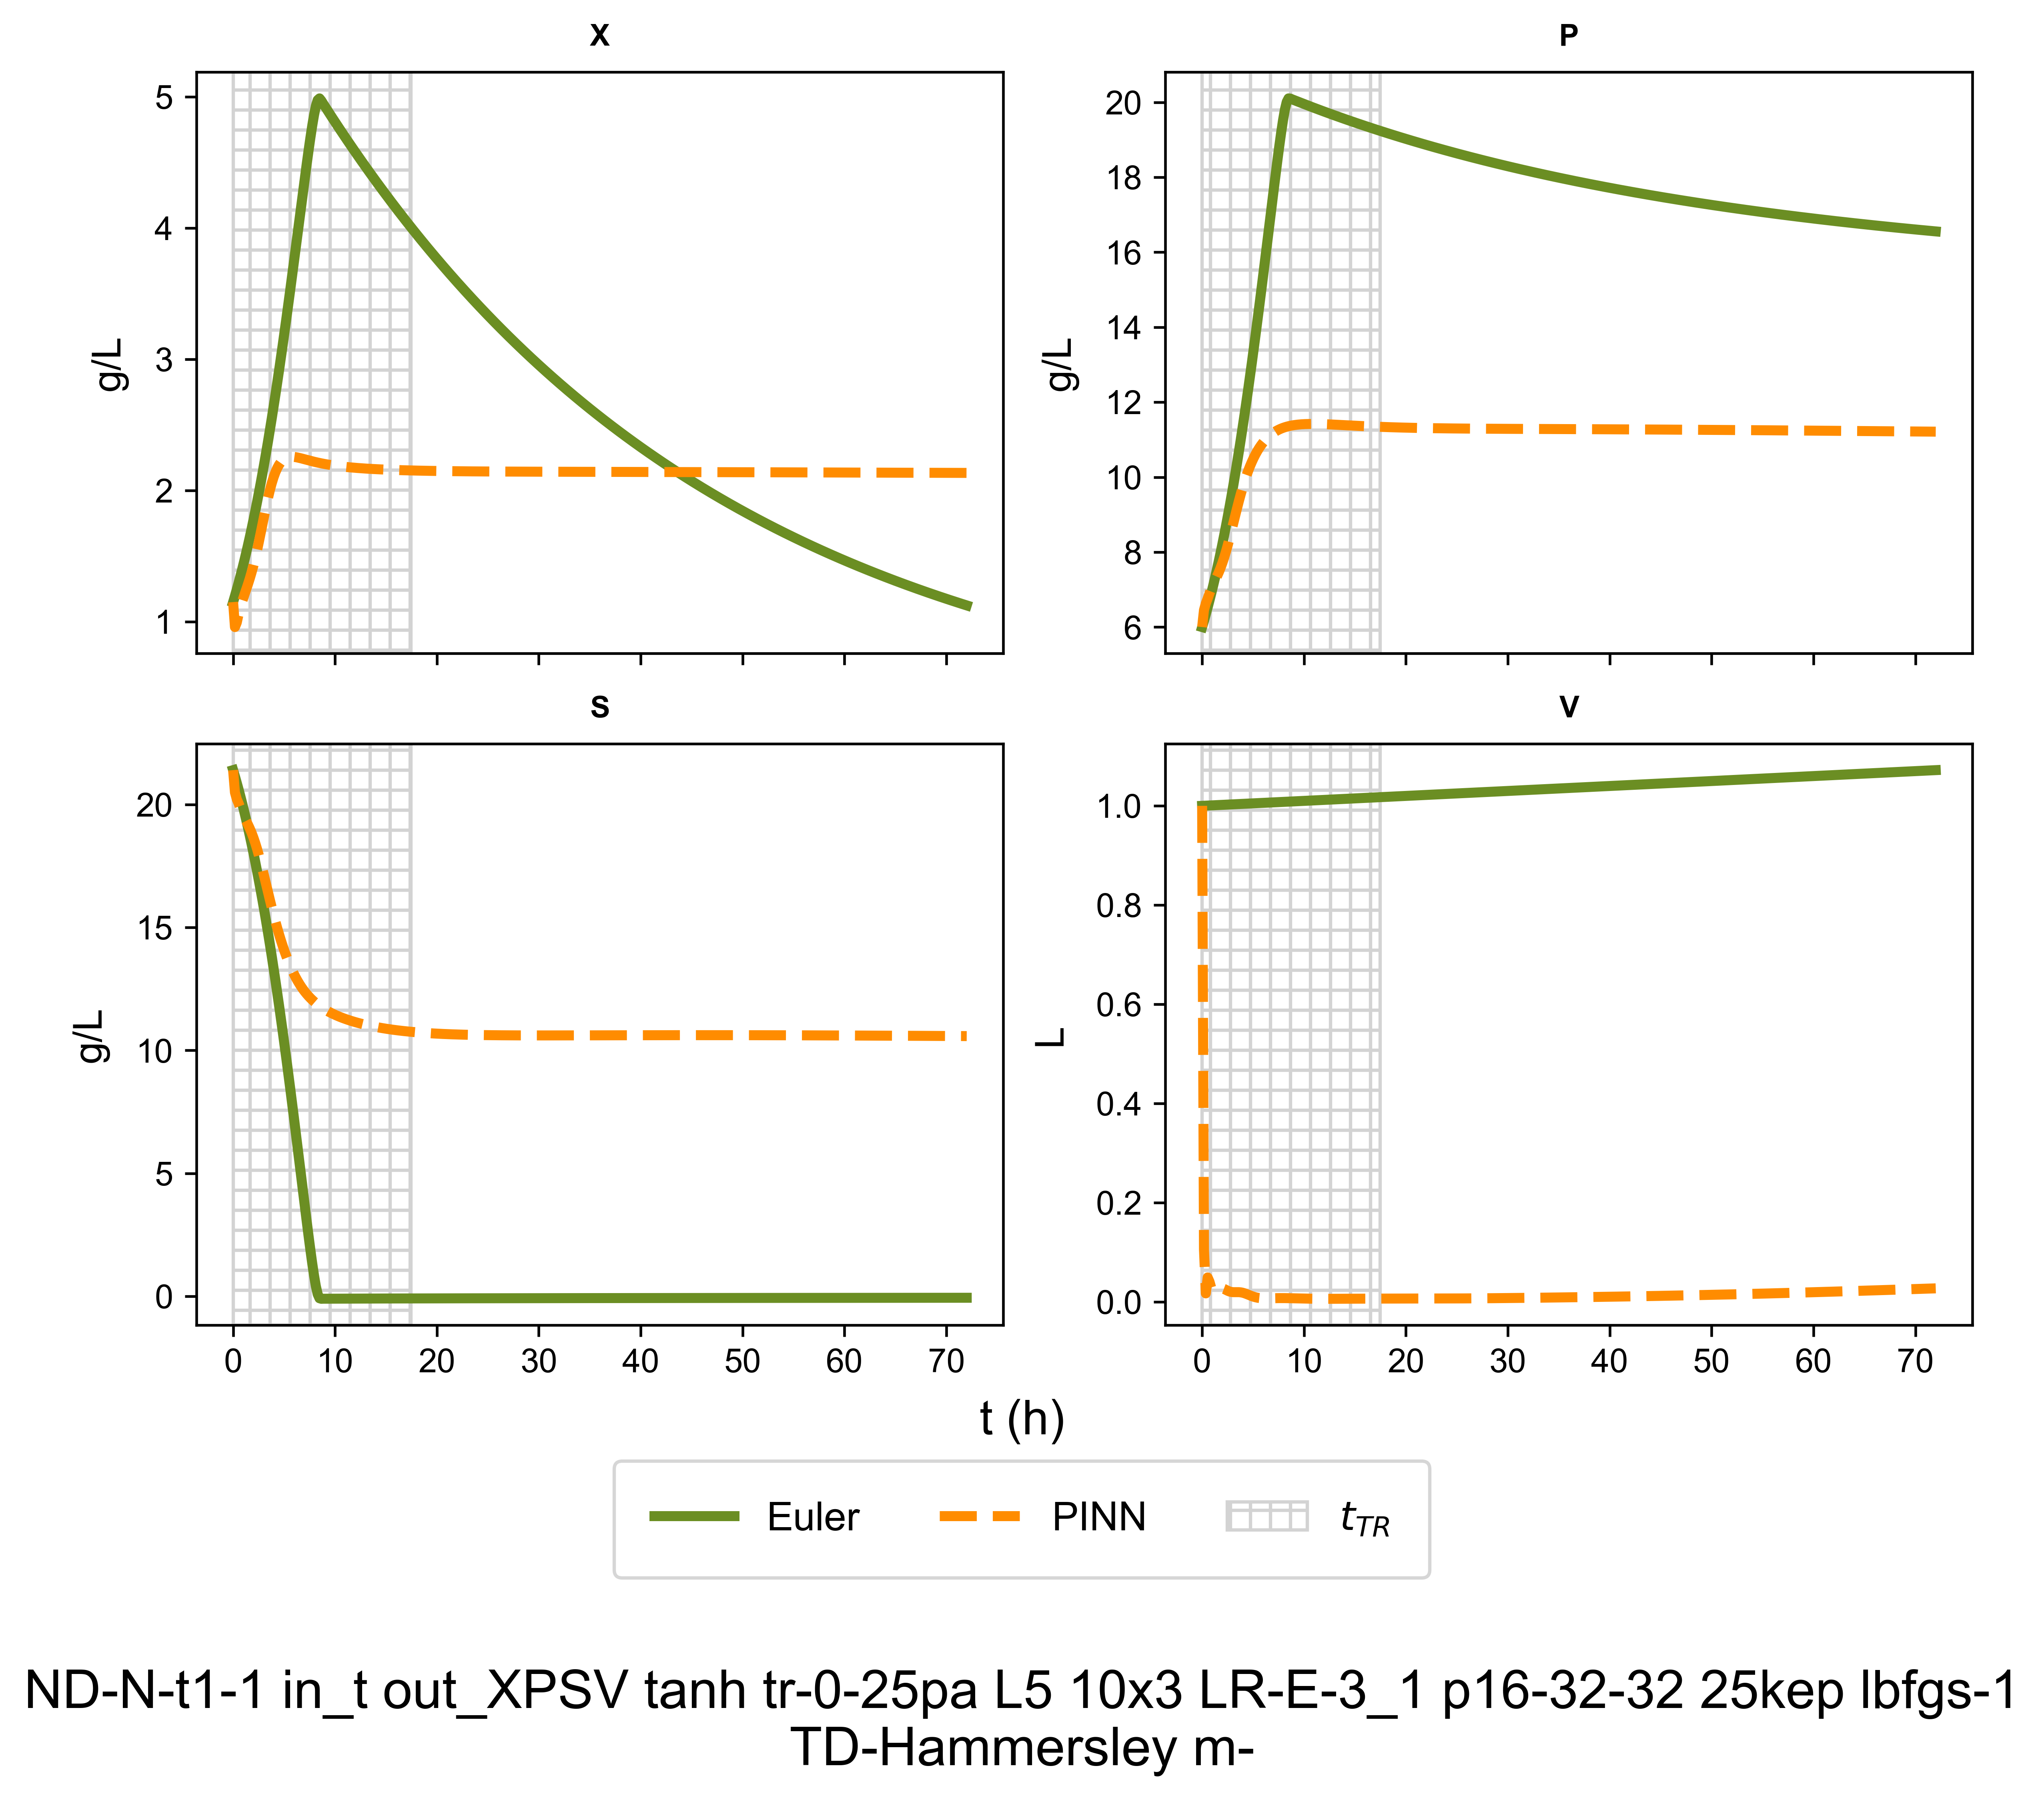 X
P
5
4
3
2
1
g/L
20
18
16
14
12
10
8
6
g/L
S
V
20
15
10
5
0
g/L
1.0
0.8
0.6
0.4
0.2
0.0
L
0 10 20 30 40 50 60 70
0 10 20 30 40 50 60 70
t (h)
Euler PINN t_TR
ND-N-t1-1 in_t out_XPSV tanh tr-0-25pa L5 10x3 LR-E-3_1 p16-32-32 25kep lbfgs-1
TD-Hammersley m-